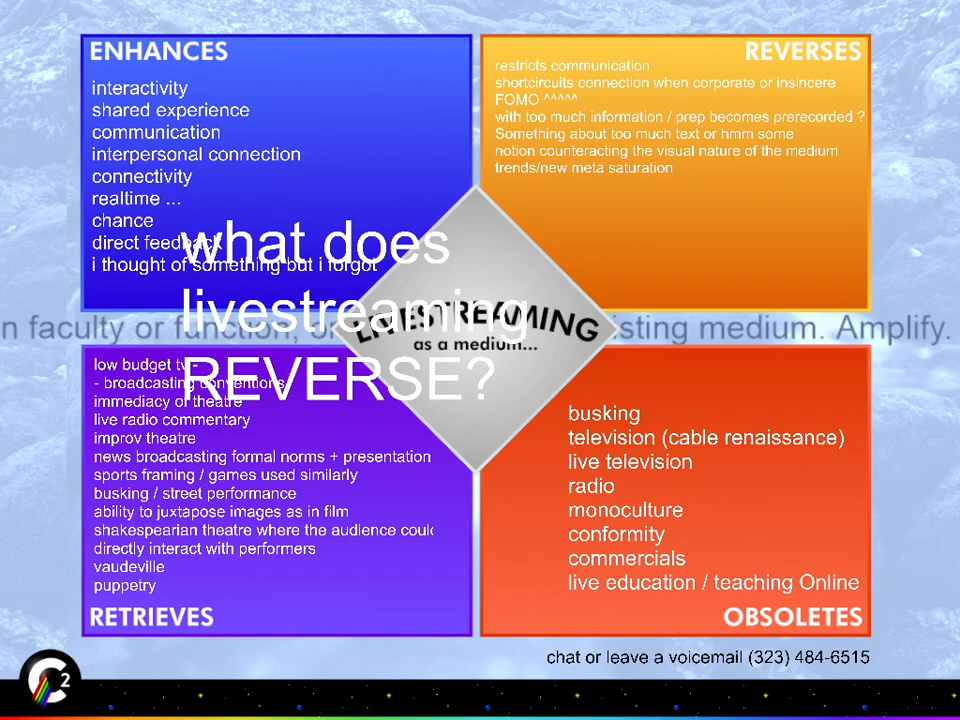 ENHANCES
interactivity
shared experience
communication
interpersonal connection
connectivity
realtime ...
chance
direct feedback
i thought of something but i forgot
REVERSES
restricts communication
shortcircuits connection when corporate or insincere
FOMO ^^^^^
with too much information / prep becomes prerecorded ?
Something about too much text or hmm some
notion counteracting the visual nature of the medium
trends/new meta saturation
what does
livestreaming
REVERSE?
LIVESTREAMING
as a medium...
n faculty or function, or isting medium. Amplify.
low budget tv -
- broadcasting conventions
immediacy of theatre
live radio commentary
improv theatre
news broadcasting formal norms + presentation
sports framing / games used similarly
busking / street performance
ability to juxtapose images as in film
shakespearian theatre where the audience could
directly interact with performers
vaudeville
puppetry
RETRIEVES
busking
television (cable renaissance)
live television
radio
monoculture
conformity
commercials
live education / teaching Online
OBSOLETES
chat or leave a voicemail (323) 484-6515
C2